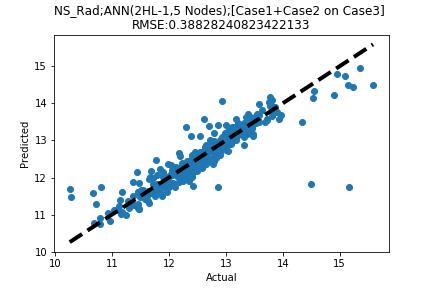 NS_Rad;ANN(2HL-1,5 Nodes);[Case1+Case2 on Case3]
RMSE:0.38828240823422133
15
14
13
12
11
10
Predicted
10 11 12 13 14 15
Actual